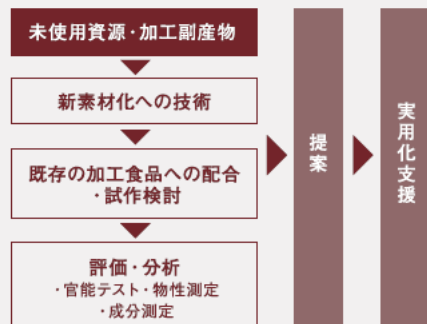 未使用資源・加工副産物
新素材化への技術
既存の加工食品への配合
・試作検討
評価・分析
・官能テスト・物性測定
・成分測定
提案
実用化支援